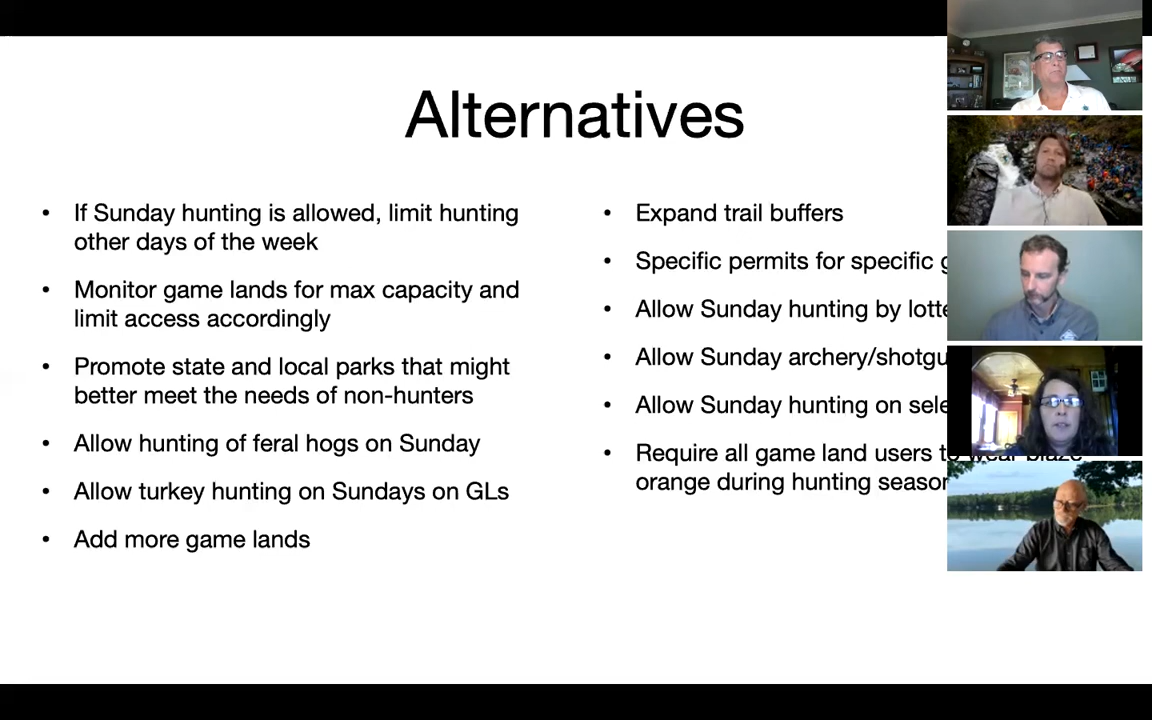 Alternatives
• If Sunday hunting is allowed, limit hunting
other days of the week
• Monitor game lands for max capacity and
limit access accordingly
• Promote state and local parks that might
better meet the needs of non-hunters
• Allow hunting of feral hogs on Sunday
• Allow turkey hunting on Sundays on GLs
• Add more game lands
• Expand trail buffers
• Specific permits for specific
• Allow Sunday hunting by
• Allow Sunday
• Allow Sunday hunting on
• Require all game land users to wear blaze
orange during hunting